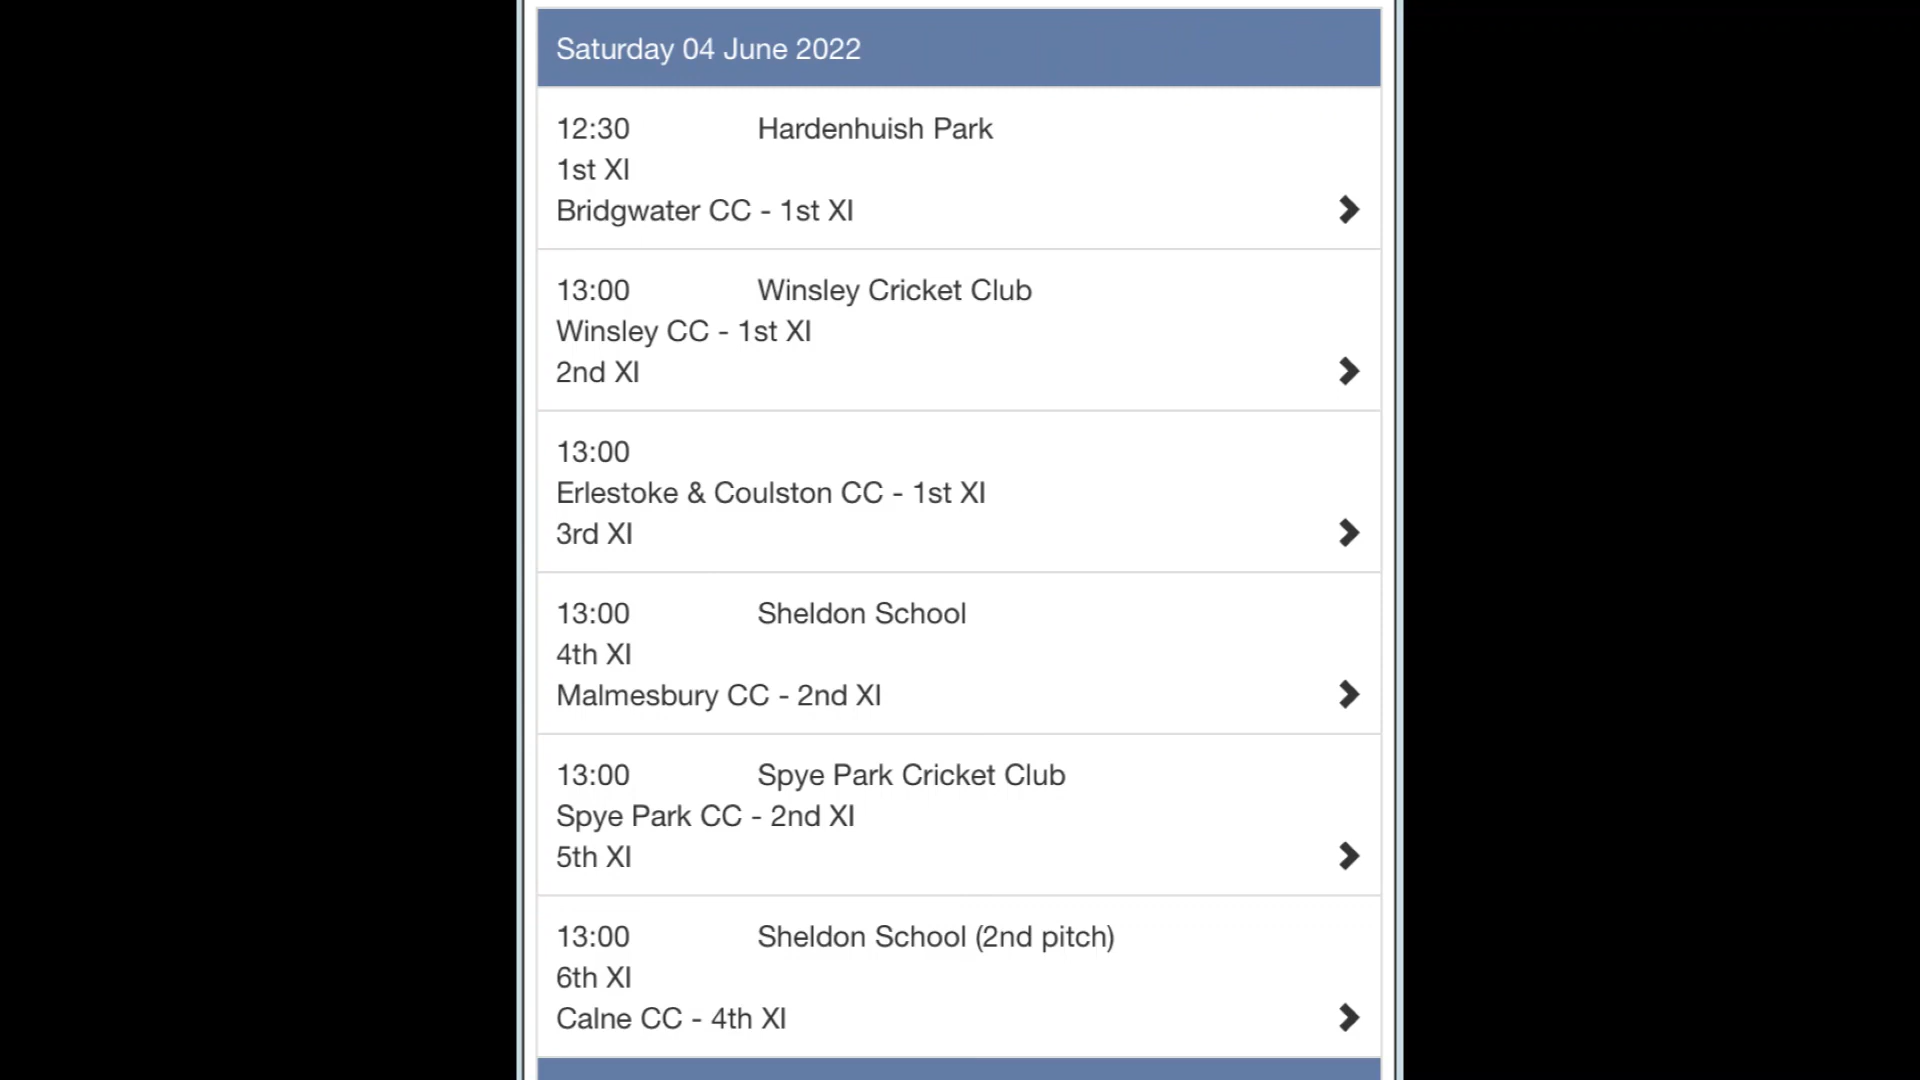 Saturday 04 June 2022
12:30 Hardenhuish Park
1st XI
Bridgwater CC - 1st XI
13:00 Winsley Cricket Club
Winsley CC - 1st XI
2nd XI
13:00
Erlestoke & Coulston CC - 1st XI
3rd XI
13:00 Sheldon School
4th XI
Malmesbury CC - 2nd XI
13:00 Spye Park Cricket Club
Spye Park CC - 2nd XI
5th XI
13:00 Sheldon School (2nd pitch)
6th XI
Calne CC - 4th XI